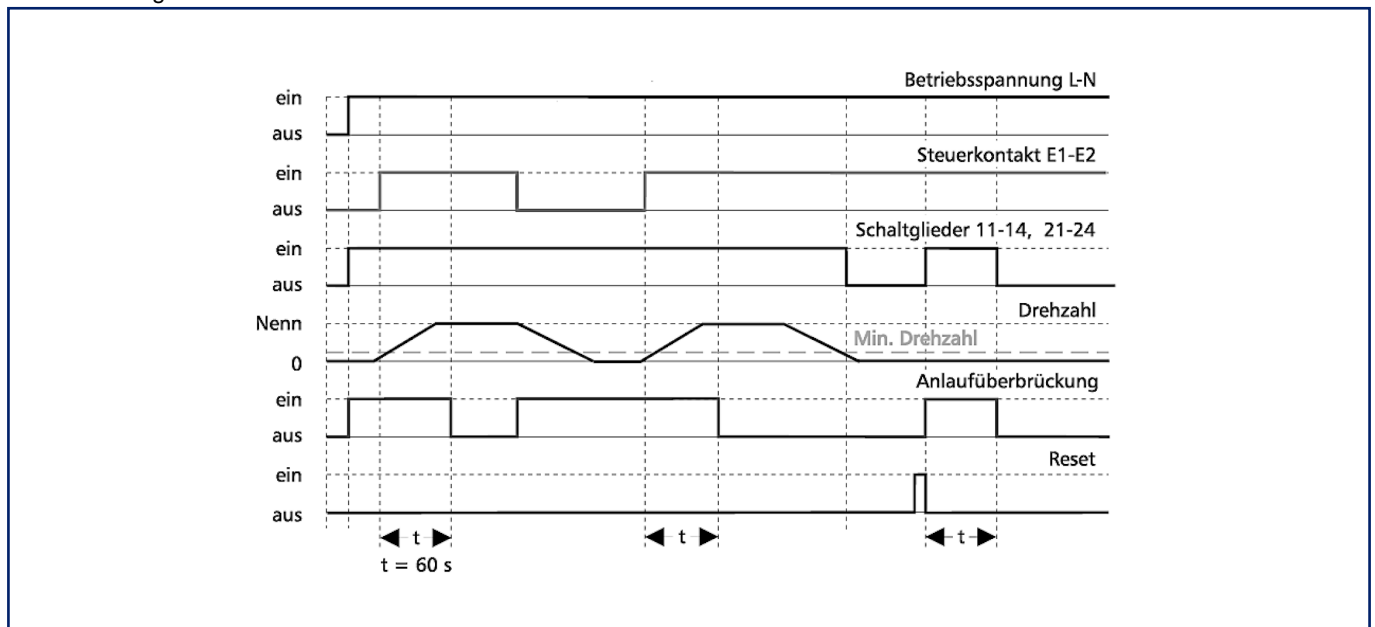 Betriebsspannung L-N
ein
aus
Steuerkontakt E1-E2
ein
aus
Schaltglieder 11-14, 21-24
ein
aus
Drehzahl
Nenn
Min. Drehzahl
0
Anlaufüberbrückung
ein
aus
Reset
ein
aus
t t t
t = 60 s